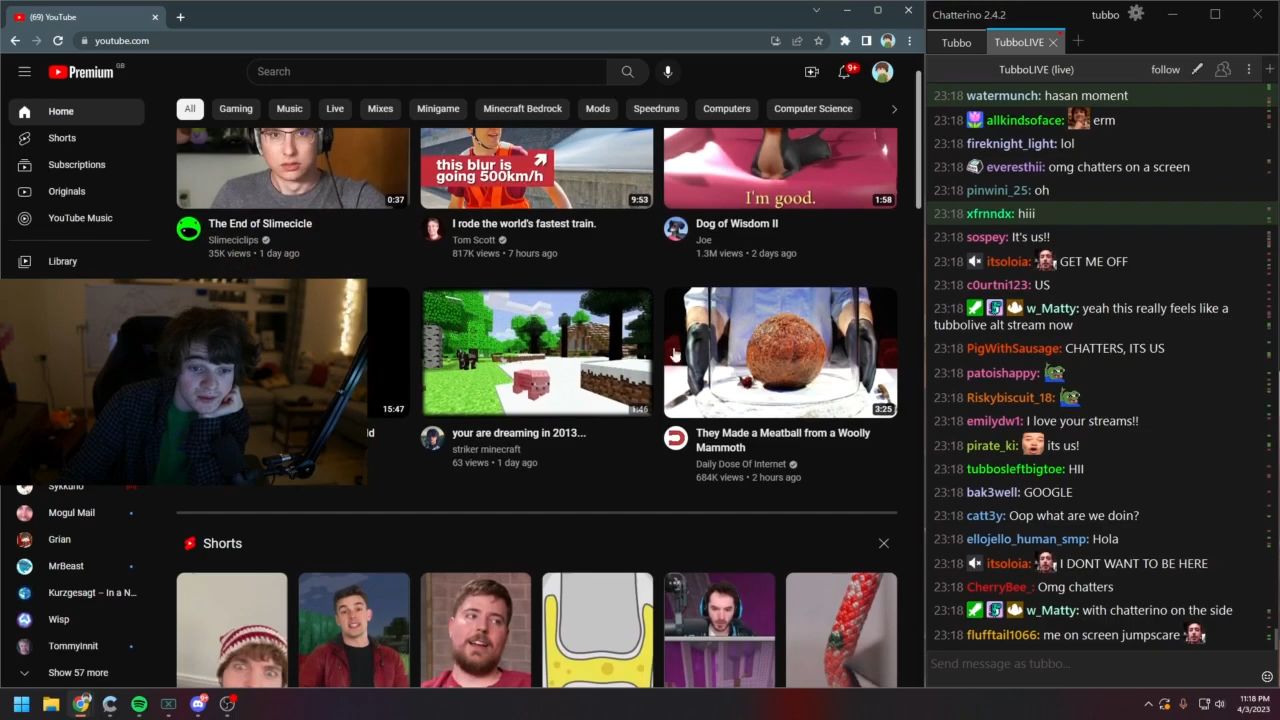 (69) YouTube
youtube.com
Premium GB
Search
9+
Home
Shorts
Subscriptions
Originals
YouTube Music
Library
All
Gaming
Music
Live
Mixes
Minigame
Minecraft Bedrock
Mods
Speedruns
Computers
Computer Science
0:37
this blur is
going 500km/h
9:53
I'm good.
1:58
The End of Slimecicle
Slimeciclips
35K views • 1 day ago
I rode the world's fastest train.
Tom Scott
817K views • 7 hours ago
Dog of Wisdom II
Joe
1.3M views • 2 days ago
15:47
1:46
3:25
your are dreaming in 2013...
striker minecraft
63 views • 1 day ago
They Made a Meatball from a Woolly
Mammoth
Daily Dose Of Internet
684K views • 2 hours ago
Sykkuno
Mogul Mail
Grian
MrBeast
Kurzgesagt – In a N...
Wisp
TommyInnit
Show 57 more
Shorts
Chatterino 2.4.2
tubbo
Tubbo
TubboLIVE
TubboLIVE (live)
follow
23:18 watermunch: hasan moment
23:18 allkindsoface: erm
23:18 fireknight_light: lol
23:18 everesthii: omg chatters on a screen
23:18 pinwini_25: oh
23:18 xfrnndx: hiii
23:18 sospey: It's us!!
23:18 itsoloia: GET ME OFF
23:18 c0urtni123: US
23:18 w_Matty: yeah this really feels like a
tubbolive alt stream now
23:18 PigWithSausage: CHATTERS, ITS US
23:18 patoishappy:
23:18 Riskybiscuit_18:
23:18 emilydw1: I love your streams!!
23:18 pirate_ki: its us!
23:18 tubbosleftbigtoe: HII
23:18 bak3well: GOOGLE
23:18 catt3y: Oop what are we doin?
23:18 ellojello_human_smp: Hola
23:18 itsoloia: I DONT WANT TO BE HERE
23:18 CherryBee_: Omg chatters
23:18 w_Matty: with chatterino on the side
23:18 flufftail1066: me on screen jumpscare
Send message as tubbo...
11:18 PM
4/3/2023